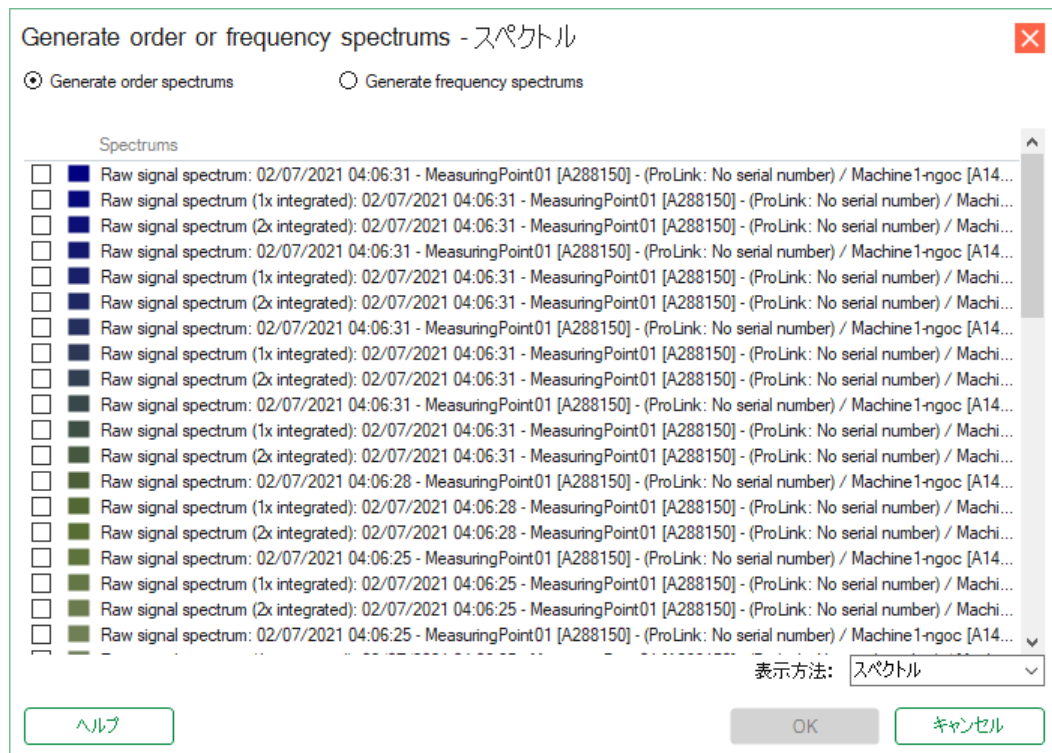 Generate order or frequency spectrums - スペクトル
Generate order spectrums
Generate frequency spectrums
Spectrums
Raw signal spectrum: 02/07/2021 04:06:31 - MeasuringPoint01 [A288150] - (ProLink: No serial number) / Machine1-ngoc [A14...
Raw signal spectrum (1x integrated): 02/07/2021 04:06:31 - MeasuringPoint01 [A288150] - (ProLink: No serial number) / Machi...
Raw signal spectrum (2x integrated): 02/07/2021 04:06:31 - MeasuringPoint01 [A288150] - (ProLink: No serial number) / Machi...
Raw signal spectrum: 02/07/2021 04:06:31 - MeasuringPoint01 [A288150] - (ProLink: No serial number) / Machine1-ngoc [A14...
Raw signal spectrum (1x integrated): 02/07/2021 04:06:31 - MeasuringPoint01 [A288150] - (ProLink: No serial number) / Machi...
Raw signal spectrum (2x integrated): 02/07/2021 04:06:31 - MeasuringPoint01 [A288150] - (ProLink: No serial number) / Machi...
Raw signal spectrum: 02/07/2021 04:06:31 - MeasuringPoint01 [A288150] - (ProLink: No serial number) / Machine1-ngoc [A14...
Raw signal spectrum (1x integrated): 02/07/2021 04:06:31 - MeasuringPoint01 [A288150] - (ProLink: No serial number) / Machi...
Raw signal spectrum (2x integrated): 02/07/2021 04:06:31 - MeasuringPoint01 [A288150] - (ProLink: No serial number) / Machi...
Raw signal spectrum: 02/07/2021 04:06:31 - MeasuringPoint01 [A288150] - (ProLink: No serial number) / Machine1-ngoc [A14...
Raw signal spectrum (1x integrated): 02/07/2021 04:06:31 - MeasuringPoint01 [A288150] - (ProLink: No serial number) / Machi...
Raw signal spectrum (2x integrated): 02/07/2021 04:06:31 - MeasuringPoint01 [A288150] - (ProLink: No serial number) / Machi...
Raw signal spectrum: 02/07/2021 04:06:28 - MeasuringPoint01 [A288150] - (ProLink: No serial number) / Machine1-ngoc [A14...
Raw signal spectrum (1x integrated): 02/07/2021 04:06:28 - MeasuringPoint01 [A288150] - (ProLink: No serial number) / Machi...
Raw signal spectrum (2x integrated): 02/07/2021 04:06:28 - MeasuringPoint01 [A288150] - (ProLink: No serial number) / Machi...
Raw signal spectrum: 02/07/2021 04:06:25 - MeasuringPoint01 [A288150] - (ProLink: No serial number) / Machine1-ngoc [A14...
Raw signal spectrum (1x integrated): 02/07/2021 04:06:25 - MeasuringPoint01 [A288150] - (ProLink: No serial number) / Machi...
Raw signal spectrum (2x integrated): 02/07/2021 04:06:25 - MeasuringPoint01 [A288150] - (ProLink: No serial number) / Machi...
Raw signal spectrum: 02/07/2021 04:06:25 - MeasuringPoint01 [A288150] - (ProLink: No serial number) / Machine1-ngoc [A14...
表示方法: スペクトル
ヘルプ OK キャンセル